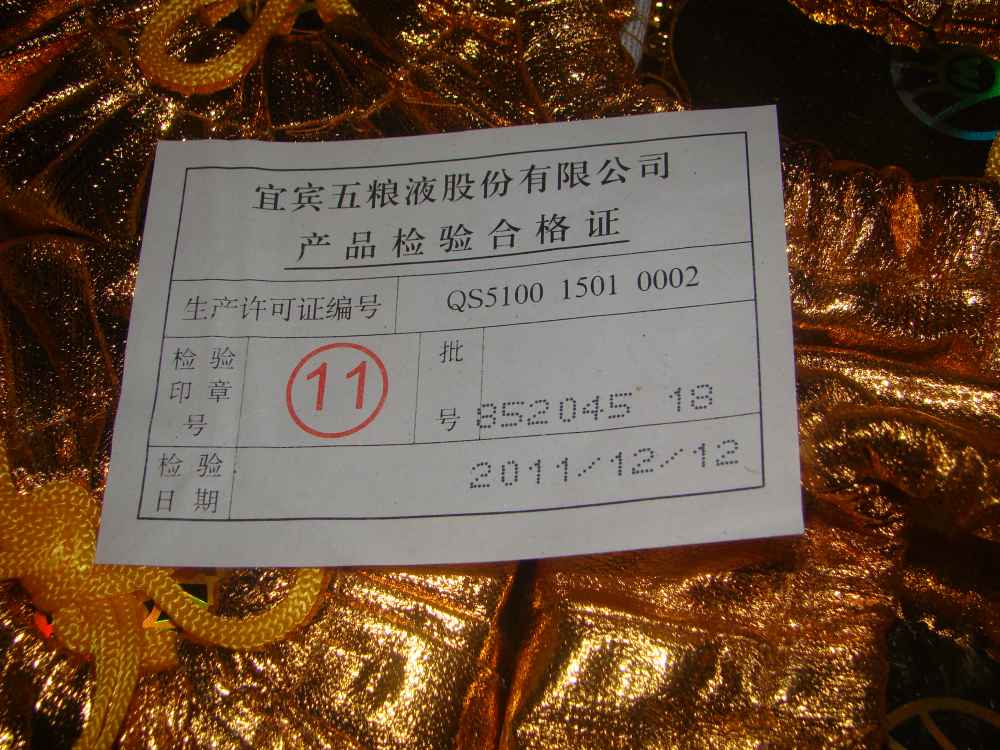 宜宾五粮液股份有限公司
产品检验合格证
生产许可证编号 QS5100 1501 0002
检验印章号 11 批号 852045 18
检验日期 2011/12/12